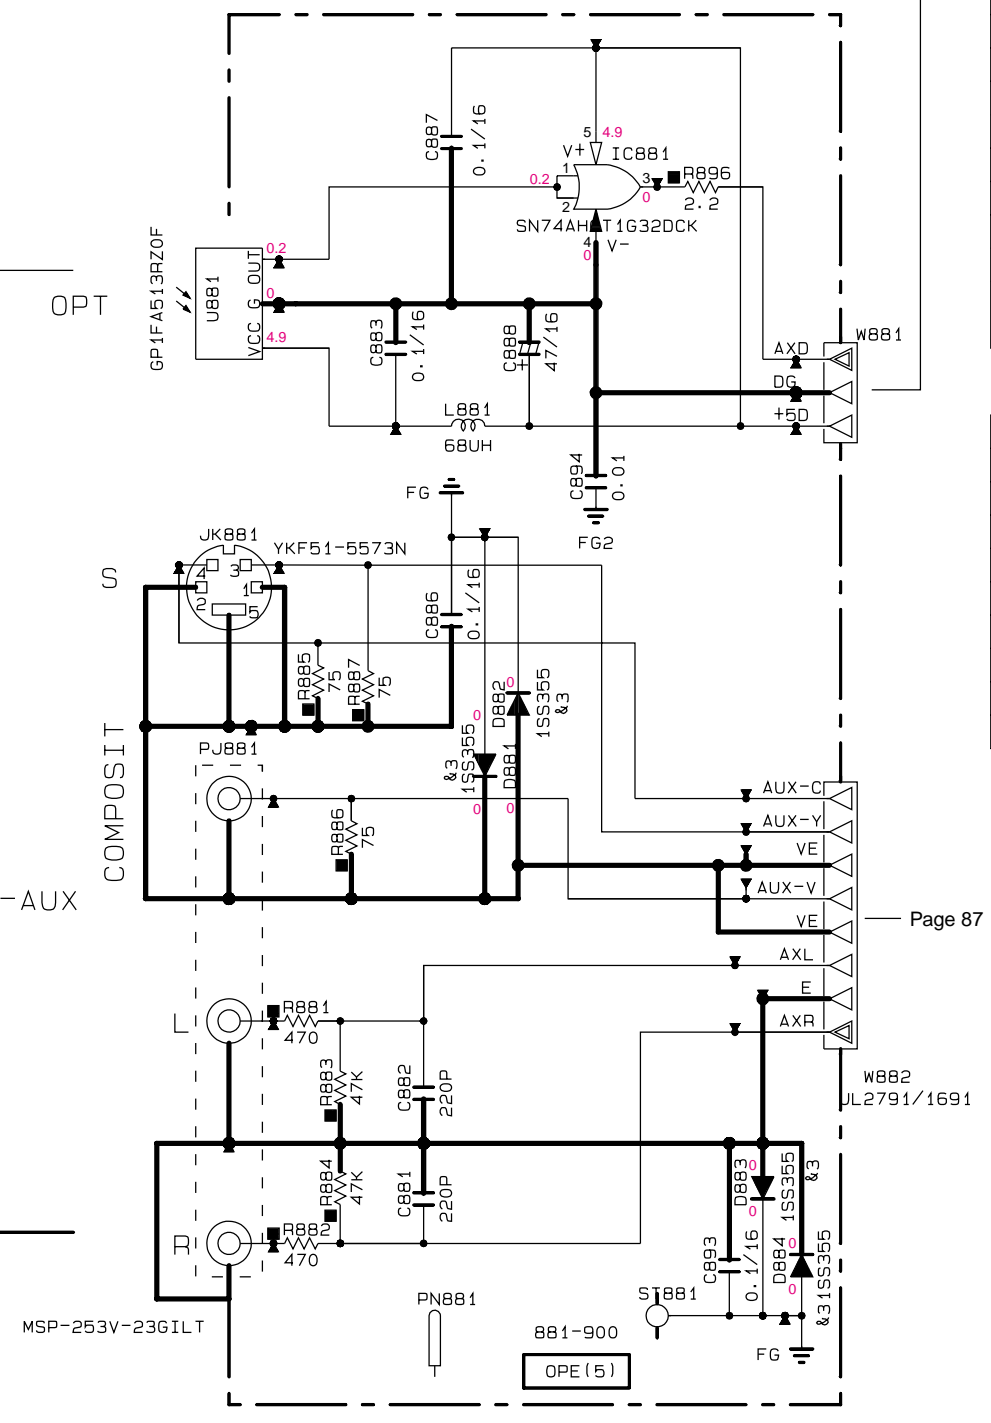 C887
0.1/16
5
4.9
V+
IC881
0.2
1
2
3
0
R896
2.2
SN74AHCT1G32DCK
4
0
V-
OPT
GP1FA513RZ0F
U881
OUT
G
VCC
0.2
0
4.9
C883
0.1/16
C888
+
47/16
W881
AXD
DG
+5D
L881
68UH
C894
0.01
FG
FG2
S
JK881
YKF51-5573N
4
3
2
1
5
C886
0.1/16
R885
75
R887
75
D882
0
1SS355
&3
0
1SS355
&3
D881
0
0
COMPOSIT
PJ881
R886
75
AUX-C
AUX-Y
VE
AUX-V
VE
AXL
E
AXR
-AUX
Page 87
L
R881
470
R883
47K
C882
220P
W882
UL2791/1691
R884
47K
C881
220P
R
R882
470
D883
0
0
1SS355
&3
C893
0.1/16
D884
0
0
&3
1SS355
ST881
FG
MSP-253V-23GILT
PN881
881-900
OPE(5)